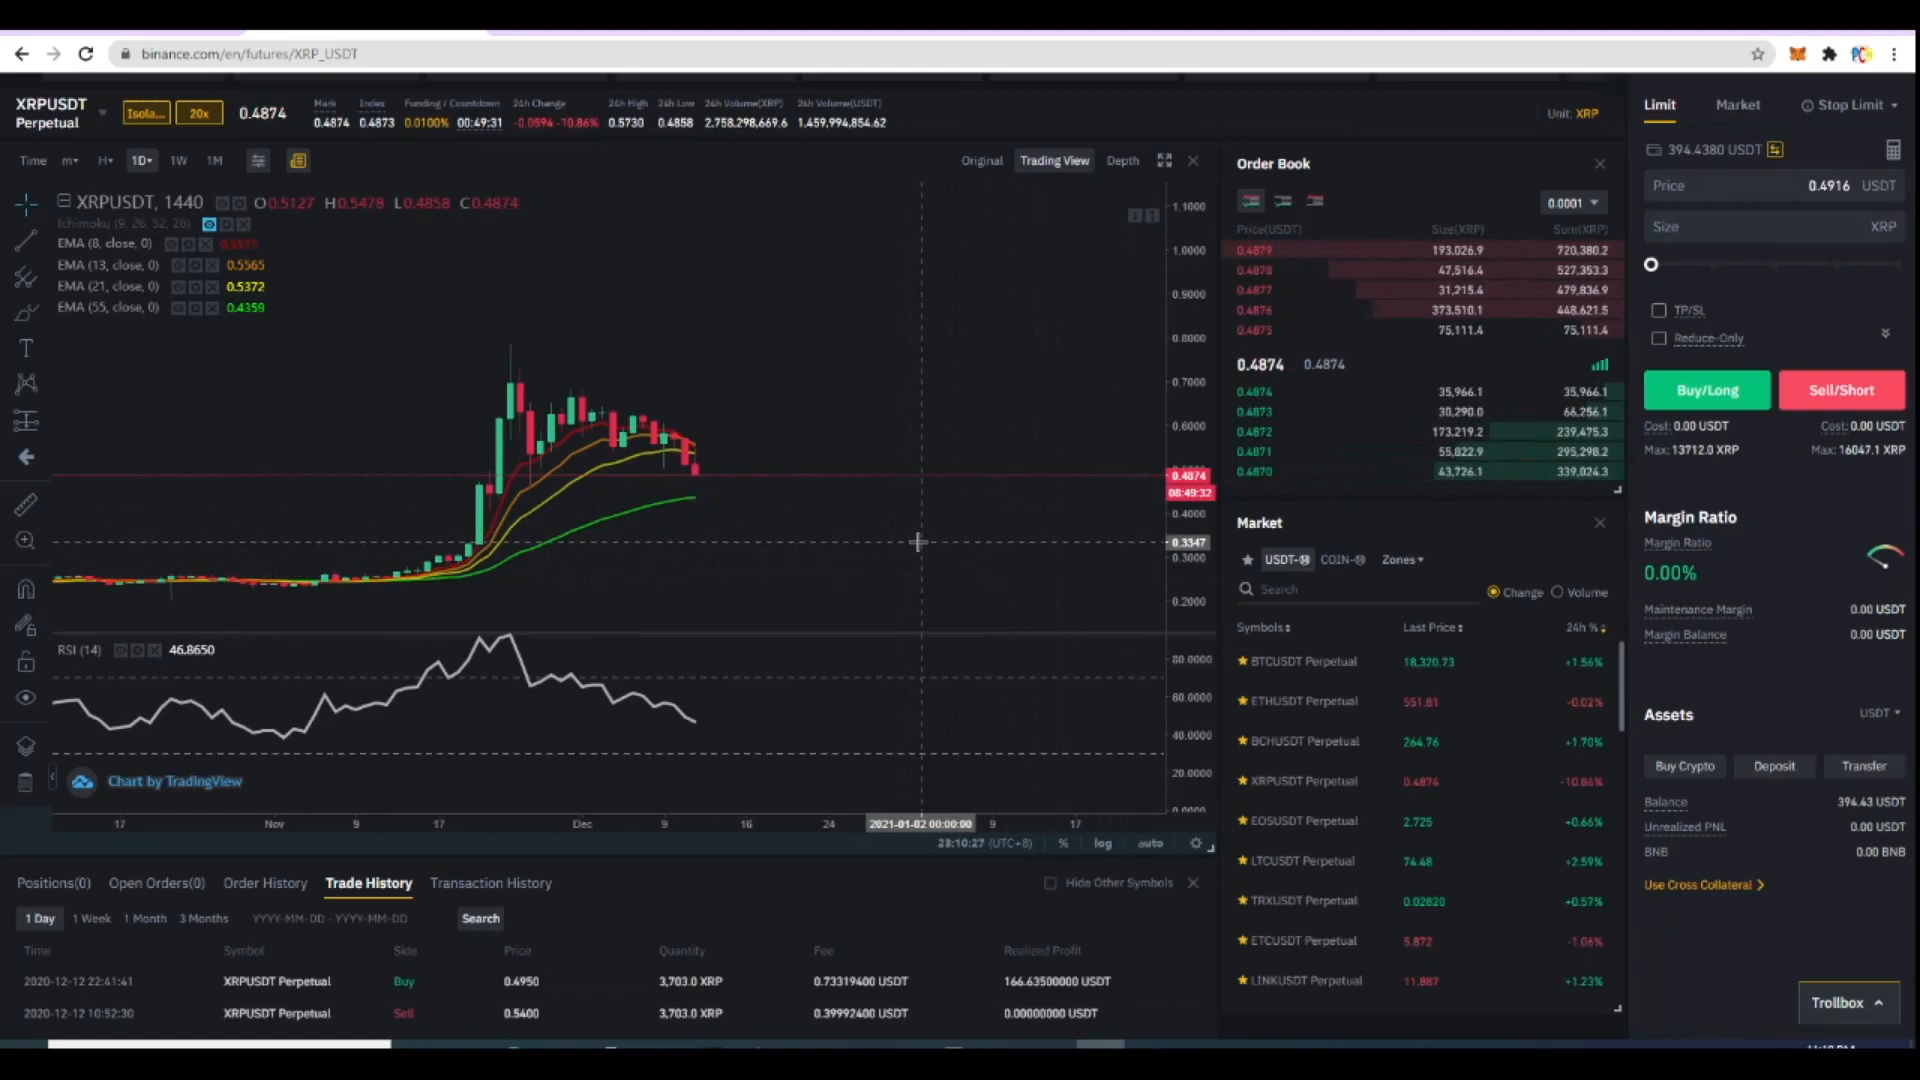 binance.com/en/futures/XRP_USDT
XRPUSDT
Perpetual
Isola...
20x
0.4874
Mark
0.4874
Index
0.4873
Funding / Countdown
0.0100% 00:49:31
24h Change
-0.0594 -10.86%
24h High
0.5730
24h Low
0.4858
24h Volume(XRP)
2,758,298,669.6
24h Volume(USDT)
1,459,994,854.62
Unit: XRP
Time m H 1D 1W 1M
Original Trading View Depth
XRPUSDT, 1440 O0.5127 H0.5478 L0.4858 C0.4874
Ichimoku (9, 26, 52, 26)
EMA (8, close, 0)
EMA (13, close, 0) 0.5565
EMA (21, close, 0) 0.5372
EMA (55, close, 0) 0.4359
1.1000
1.0000
0.9000
0.8000
0.7000
0.6000
0.4874
08:49:32
0.4000
0.3347
0.3000
0.2000
RSI (14) 46.8650
80.0000
60.0000
40.0000
20.0000
0.0000
Chart by TradingView
17 Nov 9 17 Dec 9 16 24 2021-01-02 00:00:00 9 17
23:10:27 (UTC+8) % log auto
Order Book
0.0001
Price(USDT) Size(XRP) Sum(XRP)
0.4879 193,026.9 720,380.2
0.4878 47,516.4 527,353.3
0.4877 31,215.4 479,836.9
0.4876 373,510.1 448,621.5
0.4875 75,111.4 75,111.4
0.4874 0.4874
0.4874 35,966.1 35,966.1
0.4873 30,290.0 66,256.1
0.4872 173,219.2 239,475.3
0.4871 55,822.9 295,298.2
0.4870 43,726.1 339,024.3
Market
USDT-M COIN-M Zones
Search
Change Volume
Symbols Last Price 24h %
BTCUSDT Perpetual 18,320.73 +1.56%
ETHUSDT Perpetual 551.81 -0.02%
BCHUSDT Perpetual 264.76 +1.70%
XRPUSDT Perpetual 0.4874 -10.86%
EOSUSDT Perpetual 2.725 +0.66%
LTCUSDT Perpetual 74.48 +2.59%
TRXUSDT Perpetual 0.02820 +0.57%
ETCUSDT Perpetual 5.872 -1.06%
LINKUSDT Perpetual 11.887 +1.23%
Limit Market Stop Limit
394.4380 USDT
Price 0.4916 USDT
Size XRP
TP/SL
Reduce-Only
Buy/Long Sell/Short
Cost: 0.00 USDT Cost: 0.00 USDT
Max: 13712.0 XRP Max: 16047.1 XRP
Margin Ratio
Margin Ratio
0.00%
Maintenance Margin 0.00 USDT
Margin Balance 0.00 USDT
Assets USDT
Buy Crypto Deposit Transfer
Balance 394.43 USDT
Unrealized PNL 0.00 USDT
BNB 0.00 BNB
Use Cross Collateral
Trollbox
Positions(0) Open Orders(0) Order History Trade History Transaction History Hide Other Symbols
1 Day 1 Week 1 Month 3 Months YYYY-MM-DD - YYYY-MM-DD Search
Time Symbol Side Price Quantity Fee Realized Profit
2020-12-12 22:41:41 XRPUSDT Perpetual Buy 0.4950 3,703.0 XRP 0.73319400 USDT 166.63500000 USDT
2020-12-12 10:52:30 XRPUSDT Perpetual Sell 0.5400 3,703.0 XRP 0.39992400 USDT 0.00000000 USDT